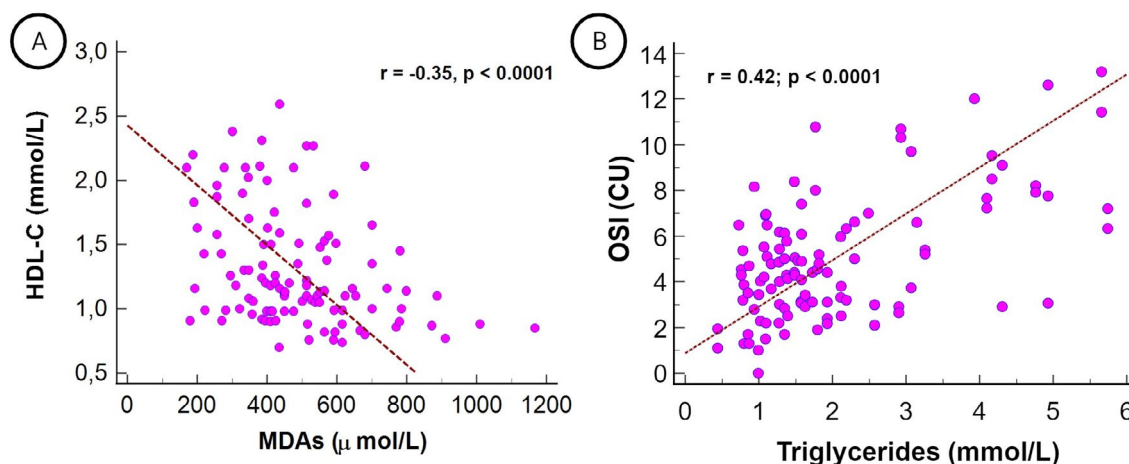 A
r = -0.35, p < 0.0001
HDL-C (mmol/L)
3,0
2,5
2,0
1,5
1,0
0,5
0 200 400 600 800 1000 1200
MDAs (μ mol/L)
B
r = 0.42; p < 0.0001
OSI (CU)
14
12
10
8
6
4
2
0
0 1 2 3 4 5 6
Triglycerides (mmol/L)